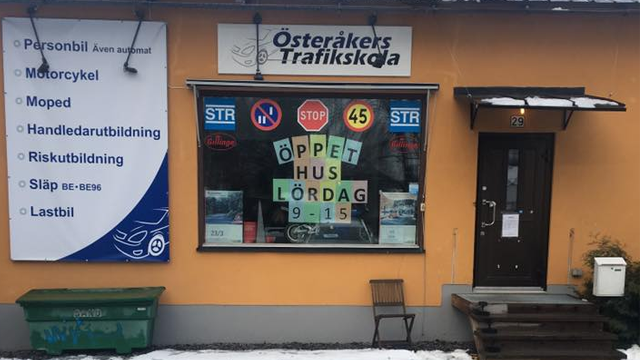 Personbil Även automat
Motorcykel
Moped
Handledarutbildning
Riskutbildning
Släp BE•BE96
Lastbil
Österåkers
Trafikskola
STR
STOP
45
STR
ÖPPET
HUS
LÖRDAG
9-15
23/3
29